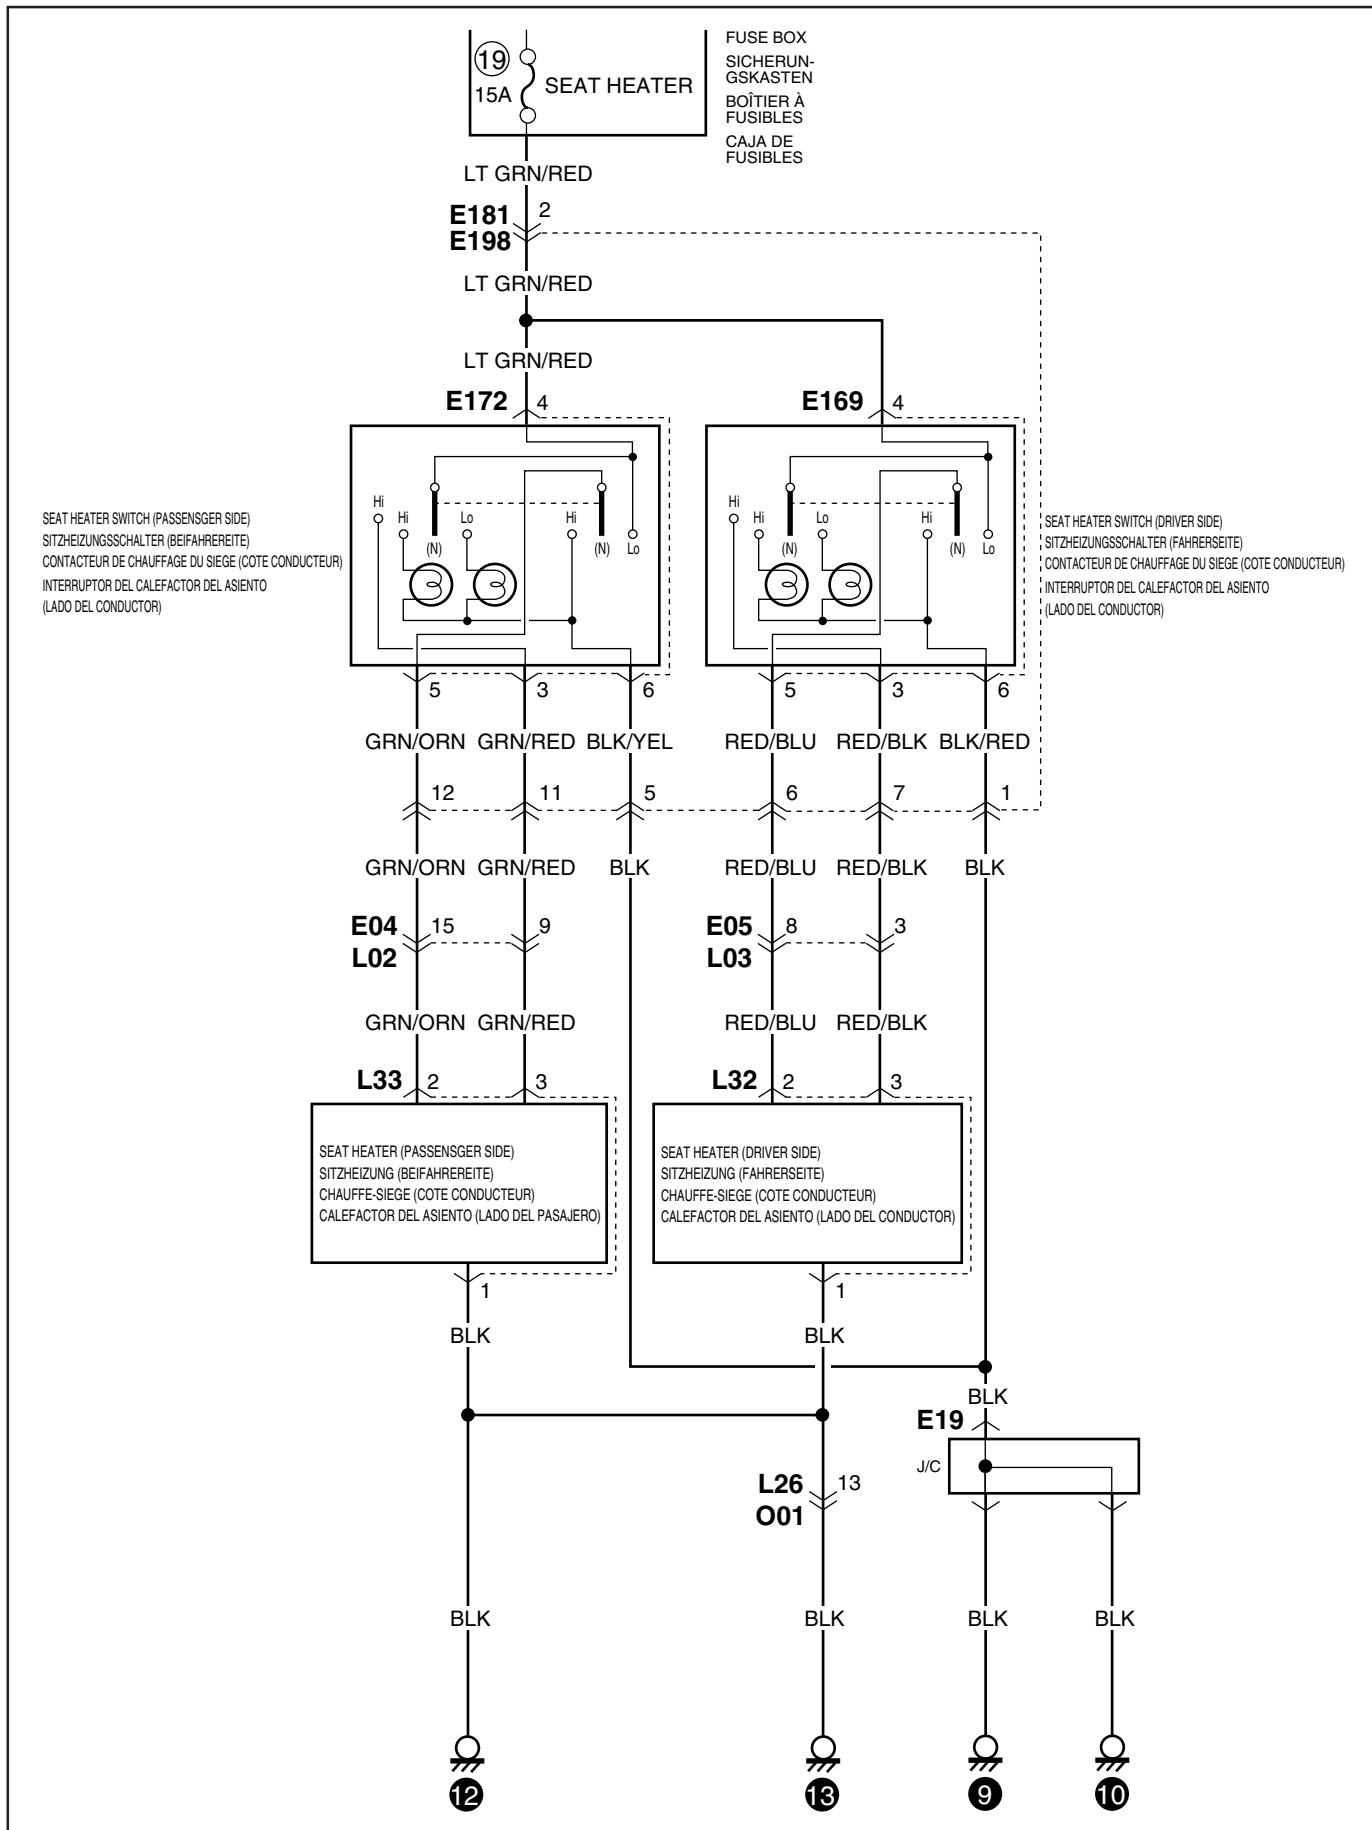 FUSE BOX
SICHERUN-
GSKASTEN
BOÎTIER À
FUSIBLES
CAJA DE
FUSIBLES
19
15A
SEAT HEATER
LT GRN/RED
E181 2
E198
LT GRN/RED
LT GRN/RED
E172 4
E169 4
Hi Hi (N) Lo Hi (N) Lo
Hi Hi (N) Lo Hi (N) Lo
SEAT HEATER SWITCH (PASSENSGER SIDE)
SITZHEIZUNGSSCHALTER (BEIFAHREREITE)
CONTACTEUR DE CHAUFFAGE DU SIEGE (COTE CONDUCTEUR)
INTERRUPTOR DEL CALEFACTOR DEL ASIENTO
(LADO DEL CONDUCTOR)
SEAT HEATER SWITCH (DRIVER SIDE)
SITZHEIZUNGSSCHALTER (FAHRERSEITE)
CONTACTEUR DE CHAUFFAGE DU SIEGE (COTE CONDUCTEUR)
INTERRUPTOR DEL CALEFACTOR DEL ASIENTO
(LADO DEL CONDUCTOR)
5 3 6 5 3 6
GRN/ORN GRN/RED BLK/YEL RED/BLU RED/BLK BLK/RED
12 11 5 6 7 1
GRN/ORN GRN/RED BLK RED/BLU RED/BLK BLK
E04 15 9 E05 8 3
L02 L03
GRN/ORN GRN/RED RED/BLU RED/BLK
L33 2 3 L32 2 3
SEAT HEATER (PASSENSGER SIDE)
SITZHEIZUNG (BEIFAHREREITE)
CHAUFFE-SIEGE (COTE CONDUCTEUR)
CALEFACTOR DEL ASIENTO (LADO DEL PASAJERO)
SEAT HEATER (DRIVER SIDE)
SITZHEIZUNG (FAHRERSEITE)
CHAUFFE-SIEGE (COTE CONDUCTEUR)
CALEFACTOR DEL ASIENTO (LADO DEL CONDUCTOR)
1 1
BLK BLK
BLK
E19
J/C
L26 13
O01
BLK BLK BLK BLK
12 13 9 10